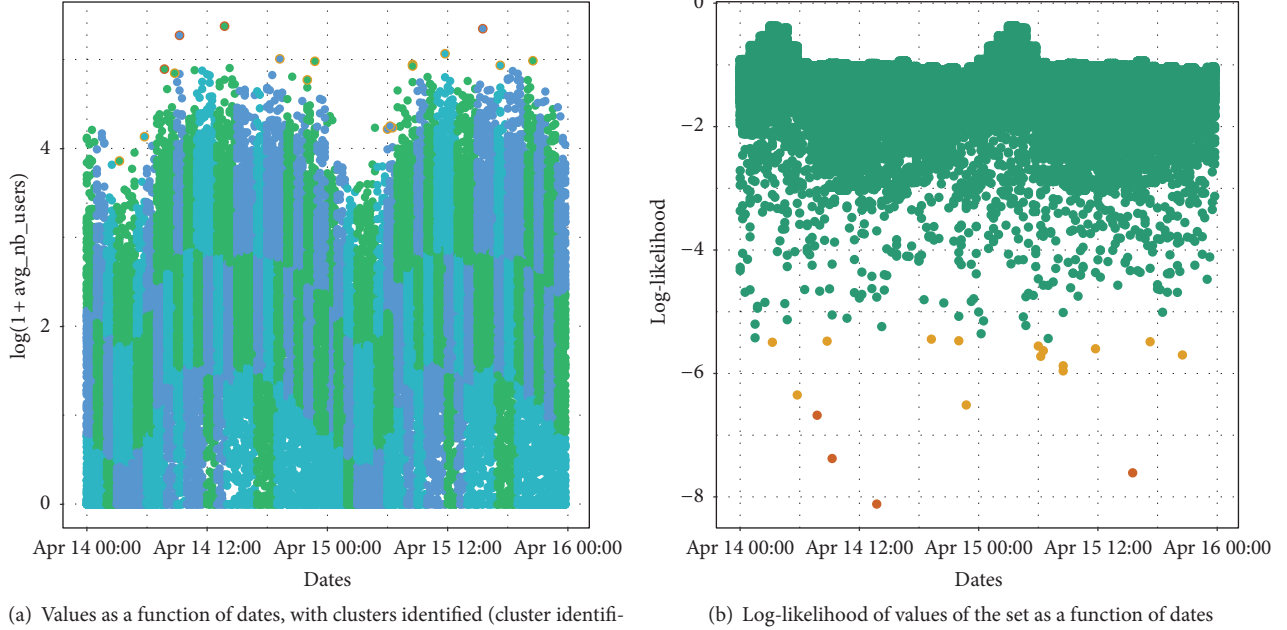 0
2
4
log(1+ avg_nb_users)
Apr 14 00:00 Apr 14 12:00 Apr 15 00:00 Apr 15 12:00 Apr 16 00:00
Dates
(a) Values as a function of dates, with clusters identified (cluster identifi-
0
−2
−4
−6
−8
Log-likelihood
Apr 14 00:00 Apr 14 12:00 Apr 15 00:00 Apr 15 12:00 Apr 16 00:00
Dates
(b) Log-likelihood of values of the set as a function of dates